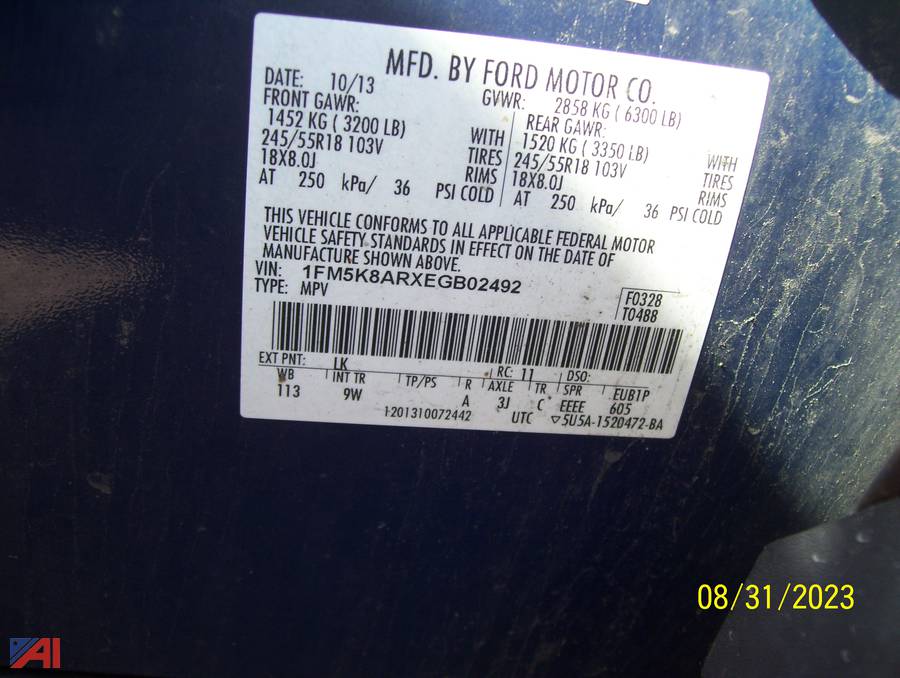 MFD. BY FORD MOTOR CO.
DATE: 10/13 GVWR: 2858 KG ( 6300 LB)
FRONT GAWR: REAR GAWR:
1452 KG ( 3200 LB) WITH 1520 KG ( 3350 LB) WITH
245/55R18 103V TIRES 245/55R18 103V TIRES
18X8.0J RIMS 18X8.0J RIMS
AT 250 kPa/ 36 PSI COLD AT 250 kPa/ 36 PSI COLD
THIS VEHICLE CONFORMS TO ALL APPLICABLE FEDERAL MOTOR
VEHICLE SAFETY STANDARDS IN EFFECT ON THE DATE OF
MANUFACTURE SHOWN ABOVE.
VIN: 1FM5K8ARXEGB02492
TYPE: MPV F0328
T0488
EXT PNT: LK RC: 11 DSO:
WB INT TR TP/PS R AXLE TR SPR EUB1P
113 9W A 3J C EEEE 605
1201310072442 UTC ▽5U5A-1520472-BA
08/31/2023
AI